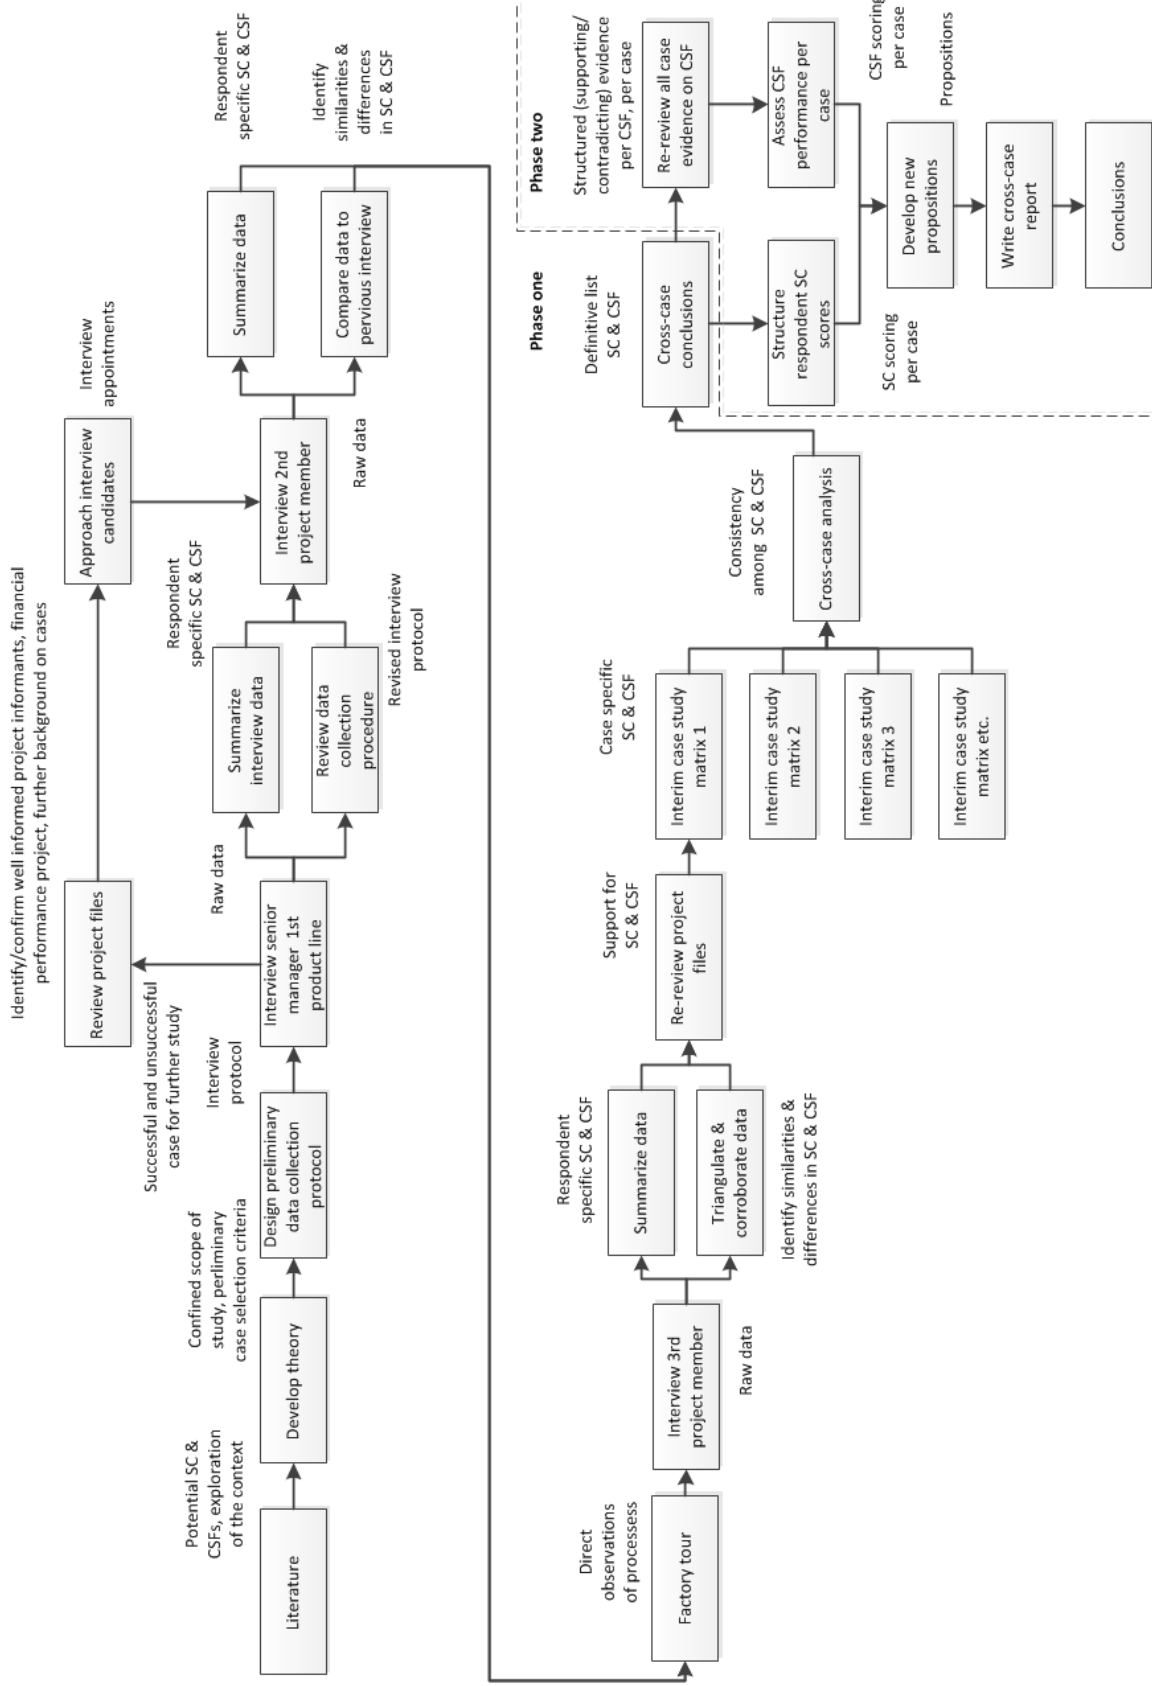 Identify/confirm well informed project informants, financial
performance project, further background on cases
Review project files
Approach interview
candidates
Interview
appointments
Successful and unsuccessful
case for further study
Potential SC &
CSFs, exploration
of the context
Confined scope of
study, perliminary
case selection criteria
Interview
protocol
Raw data
Respondent
specific SC & CSF
Respondent
specific SC & CSF
Literature
Develop theory
Design preliminary
data collection
protocol
Interview senior
manager 1st
product line
Summarize
interview data
Review data
collection
procedure
Revised interview
protocol
Interview 2nd
project member
Raw data
Summarize data
Compare data to
pervious interview
Identify
similarities &
differences
in SC & CSF
Direct
observations
of processess
Factory tour
Interview 3rd
project member
Raw data
Respondent
specific SC & CSF
Summarize data
Triangulate &
corroborate data
Identify similarities &
differences in SC & CSF
Support for
SC & CSF
Re-review project
files
Case specific
SC & CSF
Interim case study
matrix 1
Interim case study
matrix 2
Interim case study
matrix 3
Interim case study
matrix etc.
Consistency
among SC & CSF
Cross-case analysis
Phase one
Definitive list
SC & CSF
Cross-case
conclusions
Structure
respondent SC
scores
SC scoring
per case
Phase two
Structured (supporting/
contradicting) evidence
per CSF, per case
Re-review all case
evidence on CSF
Assess CSF
performance per
case
CSF scoring
per case
Develop new
propositions
Propositions
Write cross-case
report
Conclusions